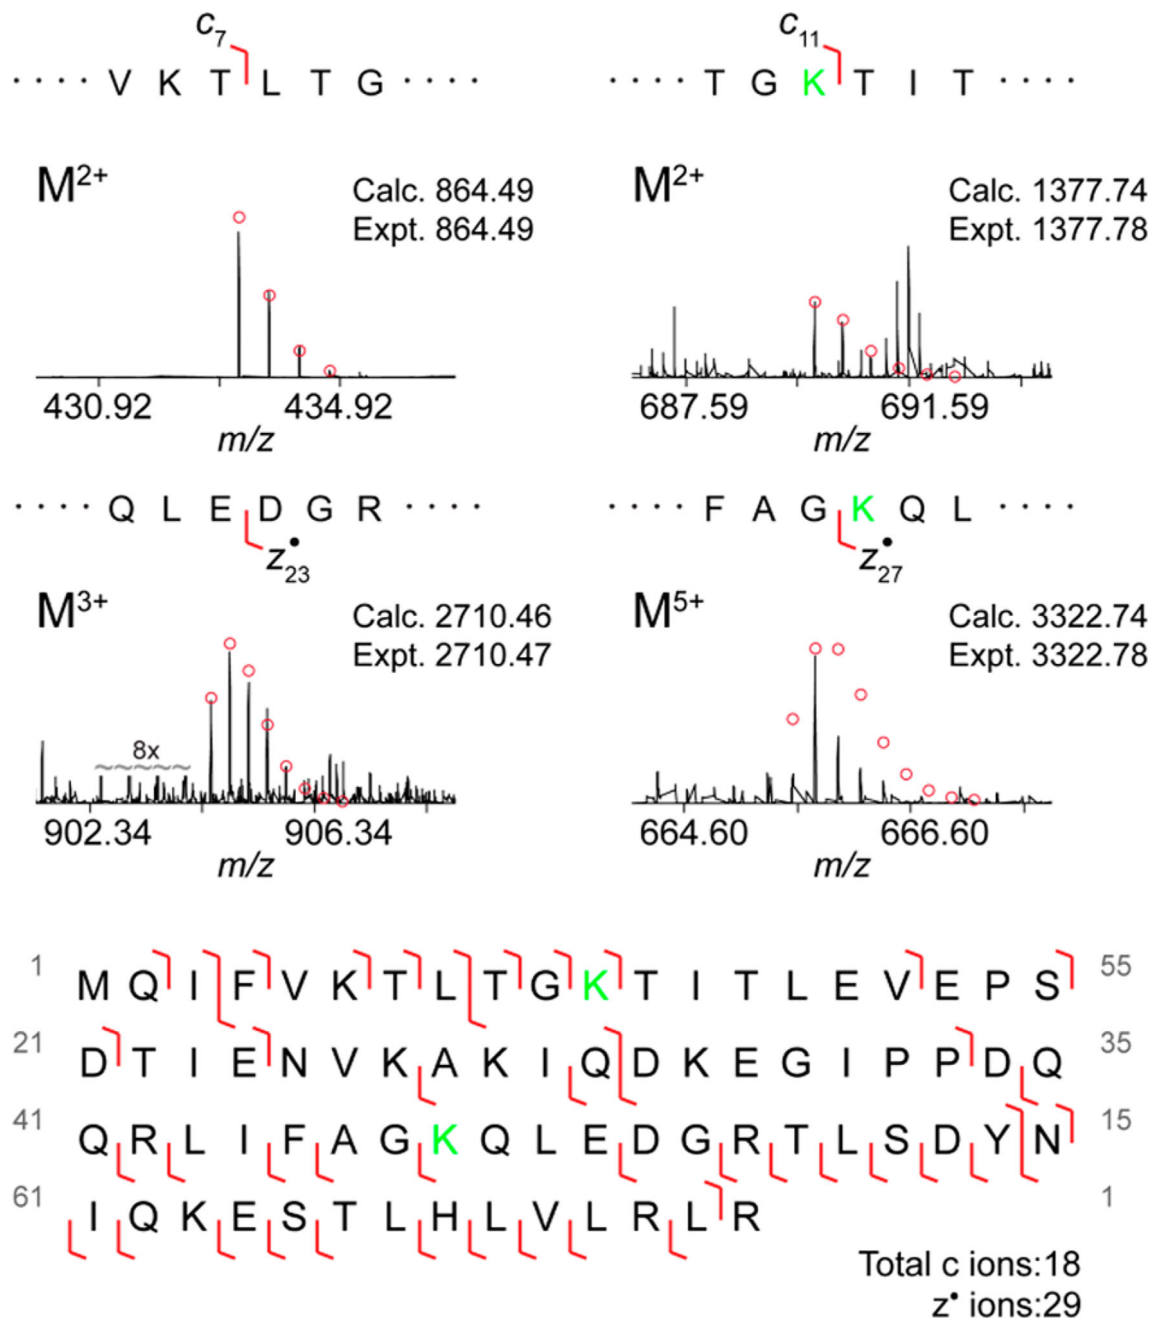 c7 c11
···· V K T L T G ···· ···· T G K T I T ····
M2+ Calc. 864.49 M2+ Calc. 1377.74
Expt. 864.49 Expt. 1377.78
430.92 434.92 687.59 691.59
m/z m/z
···· Q L E D G R ···· ···· F A G K Q L ····
z•23 z•27
M3+ Calc. 2710.46 M5+ Calc. 3322.74
Expt. 2710.47 Expt. 3322.78
8x
902.34 906.34 664.60 666.60
m/z m/z
1 M Q I F V K T L T G K T I T L E V E P S 55
21 D T I E N V K A K I Q D K E G I P P D Q 35
41 Q R L I F A G K Q L E D G R T L S D Y N 15
61 I Q K E S T L H L V L R L R 1
Total c ions:18
z• ions:29